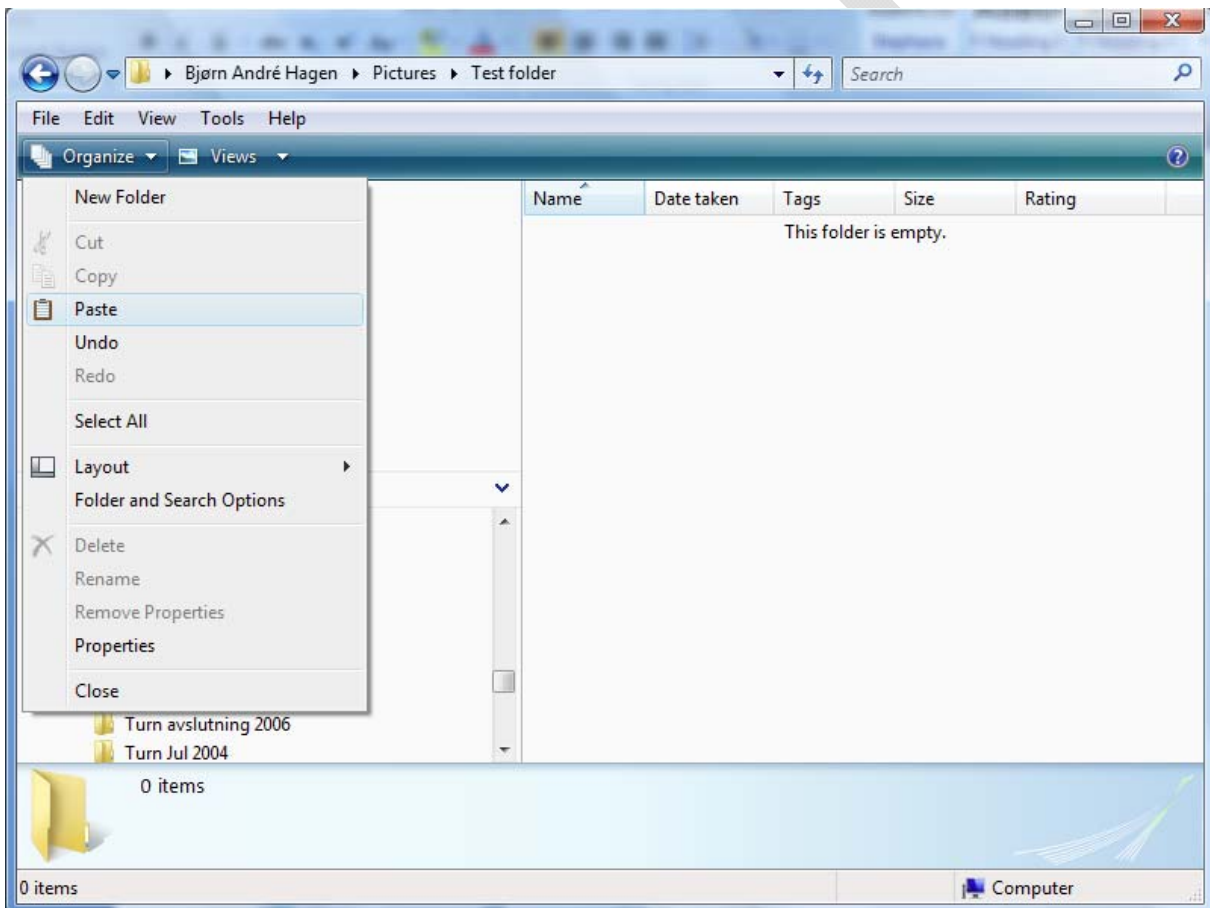 Bjørn André Hagen Pictures Test folder Search
File Edit View Tools Help
Organize Views
New Folder
Cut
Copy
Paste
Undo
Redo
Select All
Layout
Folder and Search Options
Delete
Rename
Remove Properties
Properties
Close
Name Date taken Tags Size Rating
This folder is empty.
Turn avslutning 2006
Turn Jul 2004
0 items
0 items Computer